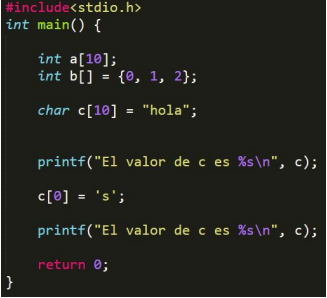 #include<stdio.h>
int main() {
int a[10];
int b[] = {0, 1, 2};
char c[10] = "hola";
printf("El valor de c es %s\n", c);
c[0] = 's';
printf("El valor de c es %s\n", c);
return 0;
}